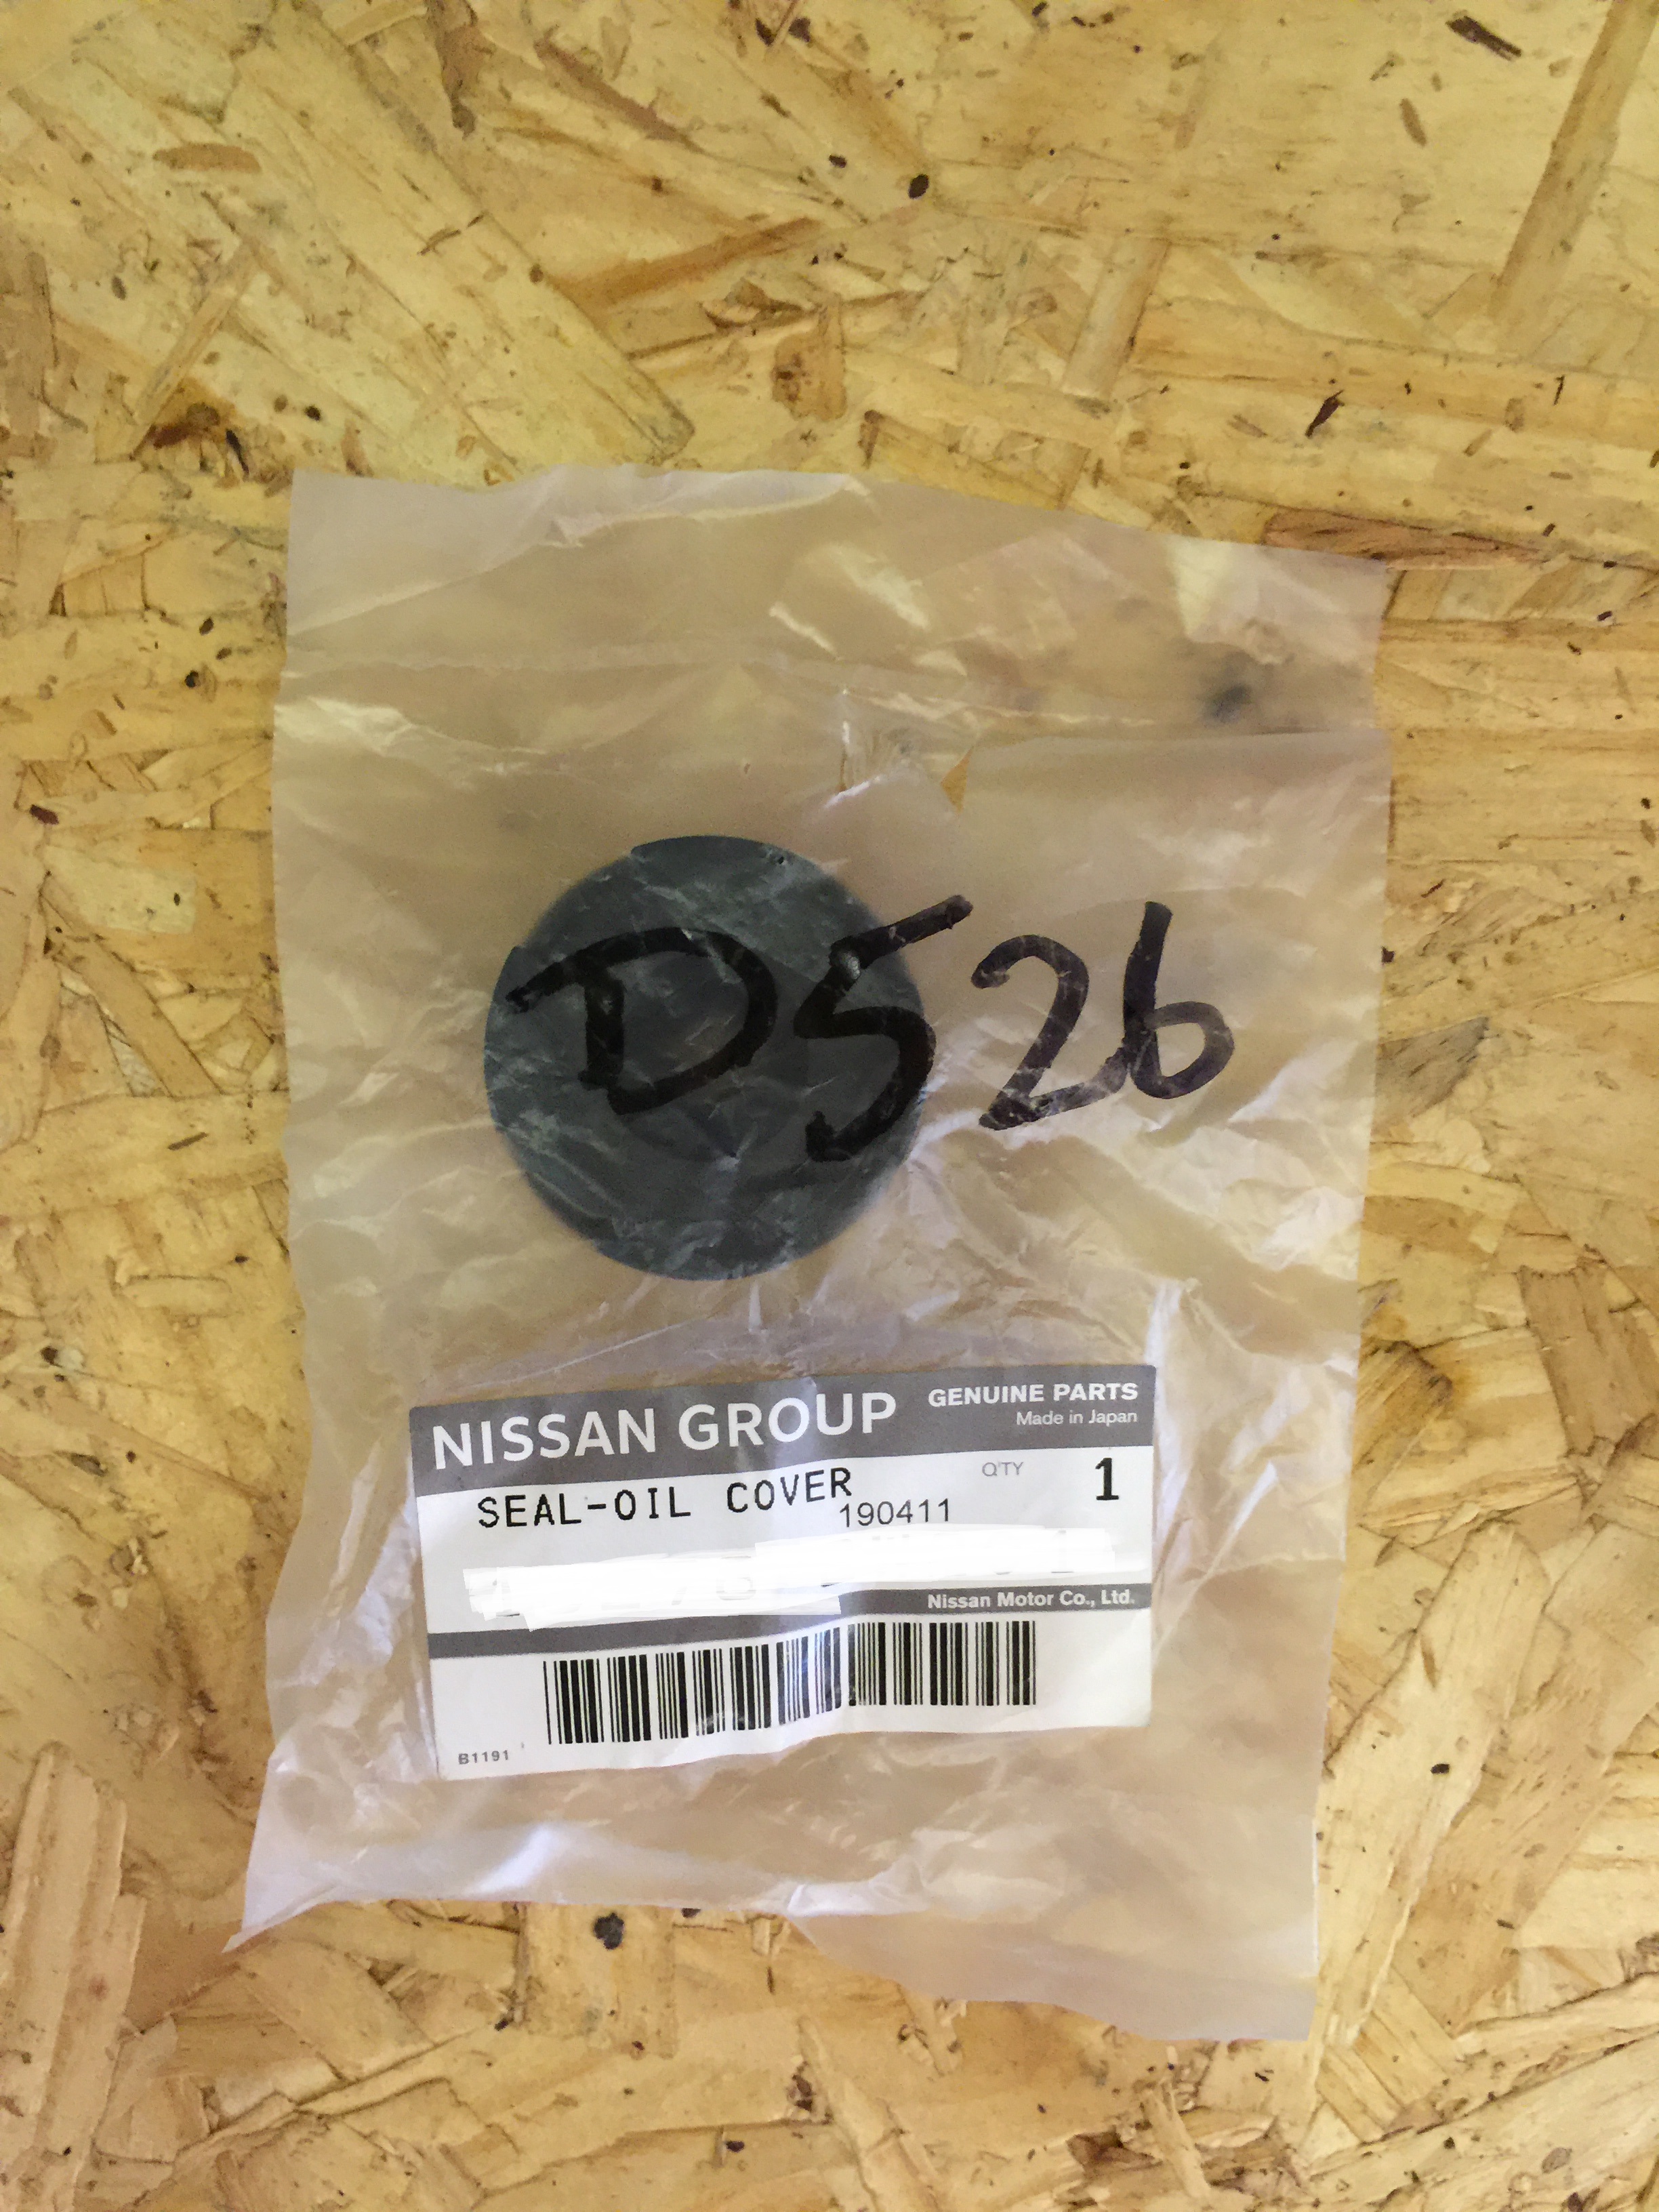 D526
NISSAN GROUP
GENUINE PARTS
Made in Japan
SEAL-OIL COVER
Q'TY 1
190411
Nissan Motor Co., Ltd.
B1191